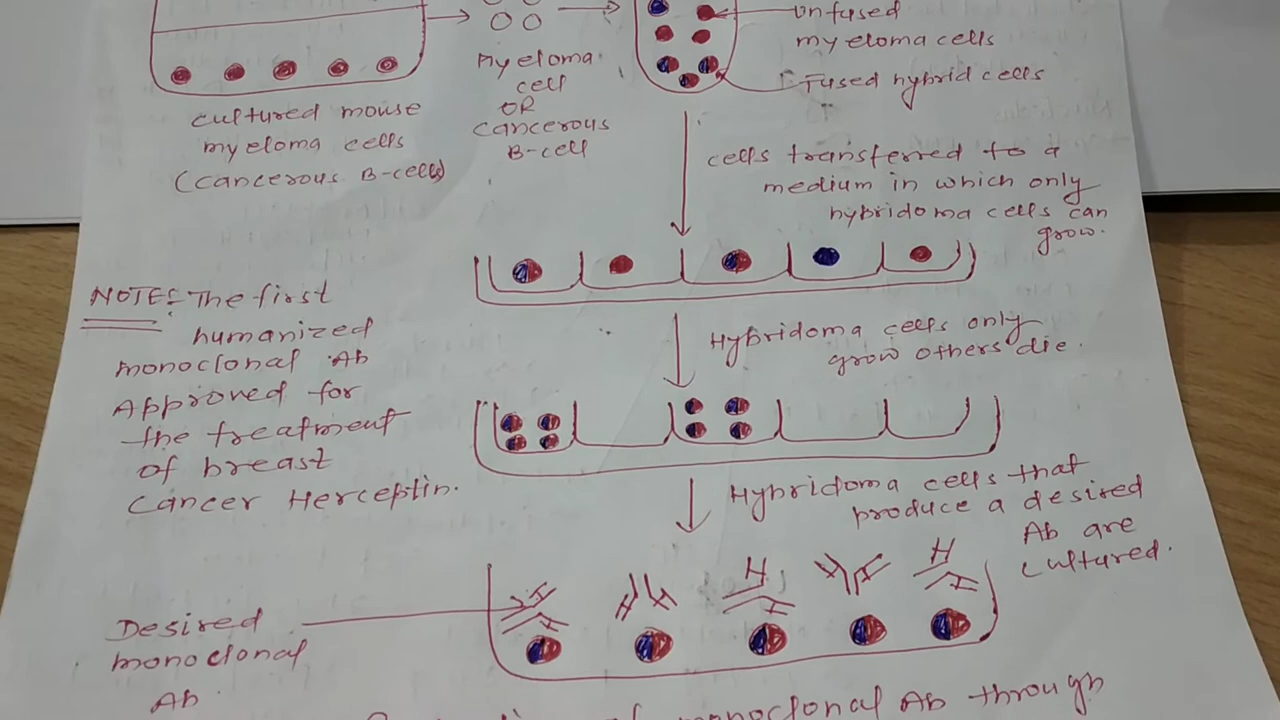 cultured mouse
myeloma cells
(cancerous B-cells)
Myeloma
cell
OR
cancerous
B-cell
unfused
myeloma cells
Fused hybrid cells
cells transferred to a
medium in which only
hybridoma cells can
grow.
NOTE:- The first
humanized
monoclonal Ab
Approved for
the treatment
of breast
Cancer Herceptin.
Hybridoma cells only
grow others die.
Hybridoma cells that
produce a desired
Ab are
cultured.
Desired
monoclonal
Ab
of monoclonal Ab through